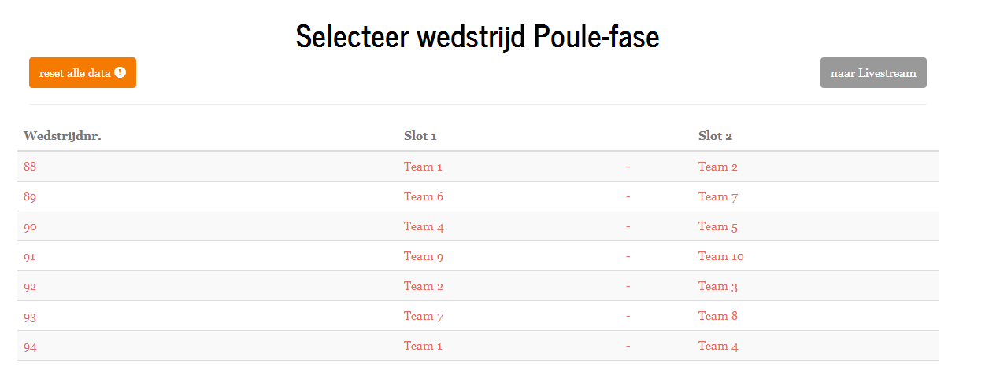 Selecteer wedstrijd Poule-fase
reset alle data
naar Livestream
Wedstrijdnr. Slot 1 Slot 2
88 Team 1 - Team 2
89 Team 6 - Team 7
90 Team 4 - Team 5
91 Team 9 - Team 10
92 Team 2 - Team 3
93 Team 7 - Team 8
94 Team 1 - Team 4